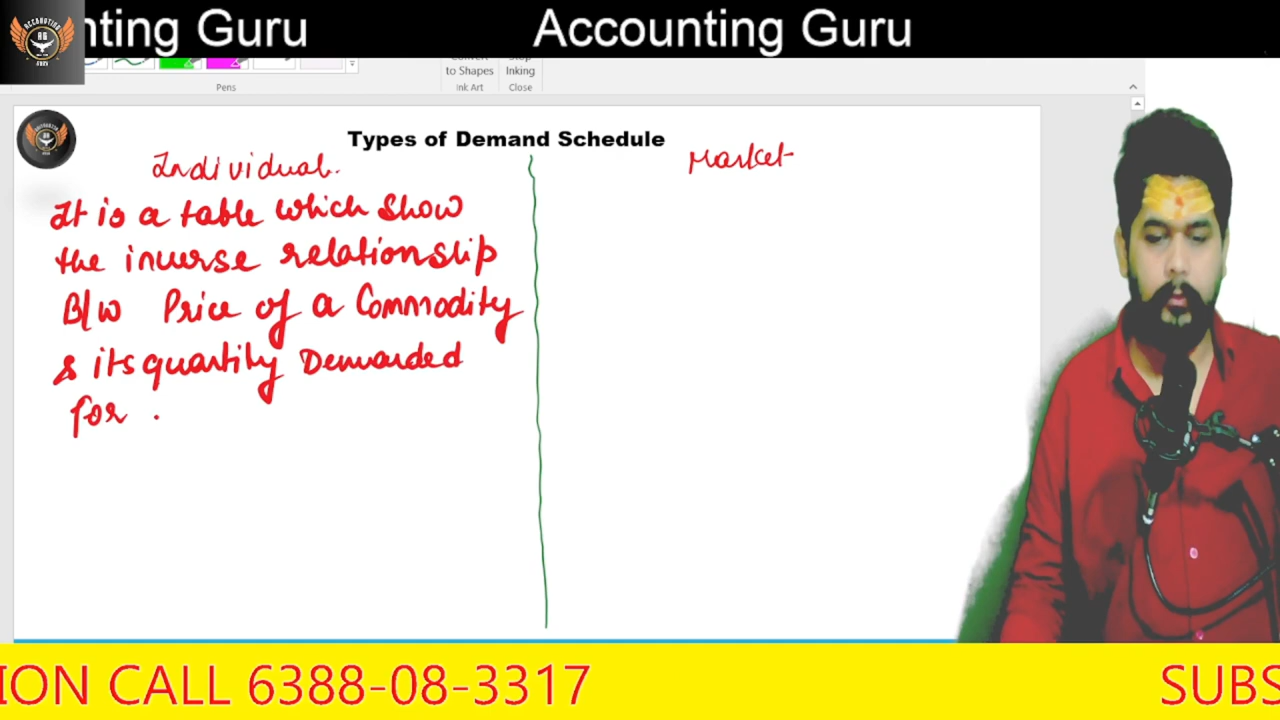 nting Guru
Accounting Guru
to Shapes
Inking
Pens
Ink Art
Close
Types of Demand Schedule
Individual.
Market
It is a table which show
the inverse relationship
B/w Price of a Commodity
& its quantity Demanded
for .
ION CALL 6388-08-3317
SUBS